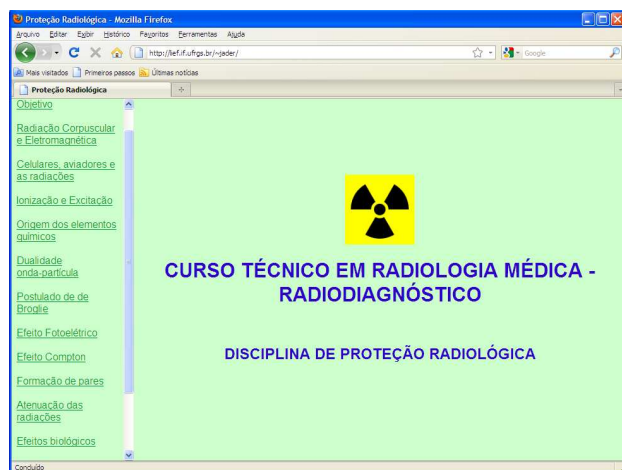 Proteção Radiológica - Mozilla Firefox
Arquivo Editar Exibir Histórico Favoritos Ferramentas Ajuda
http://lief.if.ufrgs.br/~jader/
Google
Mais visitados Primeiros passos Últimas notícias
Proteção Radiológica
Objetivo
Radiação Corpuscular
e Eletromagnética
Celulares, aviadores e
as radiações
Ionização e Excitação
Origem dos elementos
químicos
Dualidade
onda-partícula
Postulado de de
Broglie
Efeito Fotoelétrico
Efeito Compton
Formação de pares
Atenuação das
radiações
Efeitos biológicos
CURSO TÉCNICO EM RADIOLOGIA MÉDICA -
RADIODIAGNÓSTICO
DISCIPLINA DE PROTEÇÃO RADIOLÓGICA
Concluído